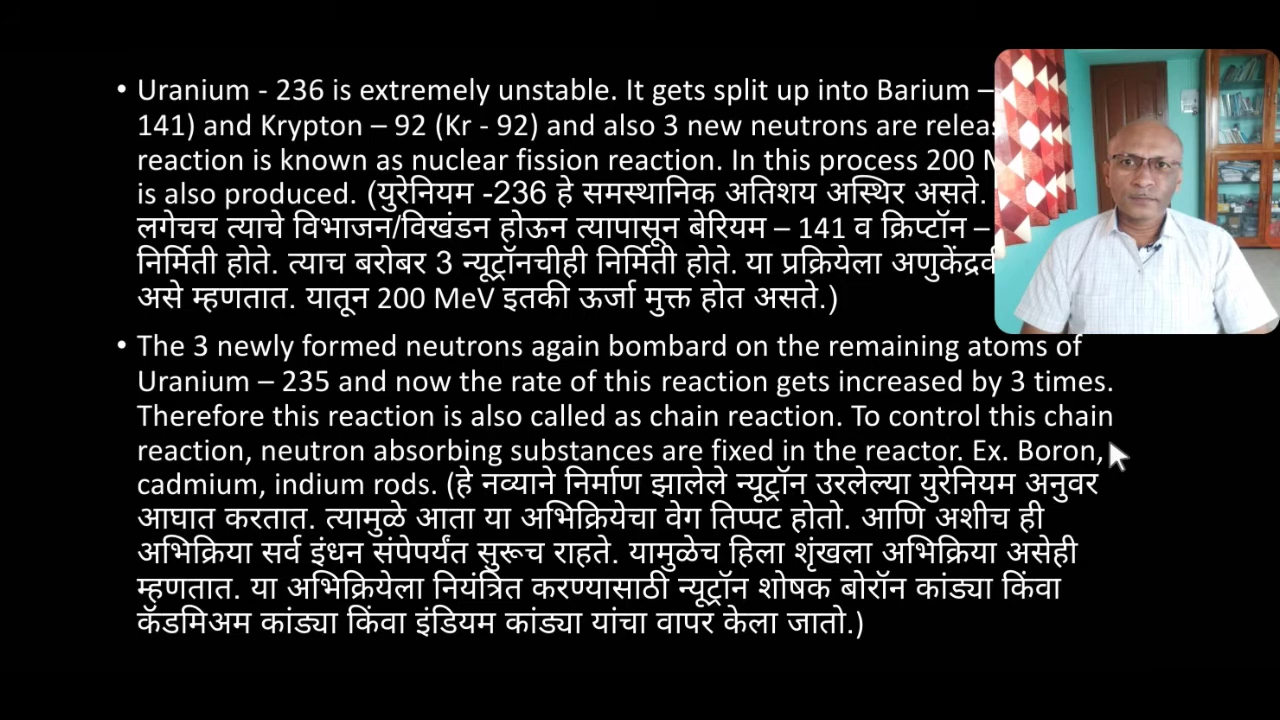 • Uranium - 236 is extremely unstable. It gets split up into Barium –
141) and Krypton – 92 (Kr - 92) and also 3 new neutrons are
reaction is known as nuclear fission reaction. In this process 200
is also produced. (युरेनियम -236 हे समस्थानिक अतिशय अस्थिर असते.
लगेचच त्याचे विभाजन/विखंडन होऊन त्यापासून बेरियम – 141 व क्रिप्टॉन –
निर्मिती होते. त्याच बरोबर 3 न्यूट्रॉनचीही निर्मिती होते. या प्रक्रियेला
असे म्हणतात. यातून 200 MeV इतकी ऊर्जा मुक्त होत असते.)
• The 3 newly formed neutrons again bombard on the remaining atoms of
Uranium – 235 and now the rate of this reaction gets increased by 3 times.
Therefore this reaction is also called as chain reaction. To control this chain
reaction, neutron absorbing substances are fixed in the reactor. Ex. Boron,
cadmium, indium rods. (हे नव्याने निर्माण झालेले न्यूट्रॉन उरलेल्या युरेनियम अनुवर
आघात करतात. त्यामुळे आता या अभिक्रियेचा वेग तिप्पट होतो. आणि अशीच ही
अभिक्रिया सर्व इंधन संपेपर्यंत सुरूच राहते. यामुळेच हिला शृंखला अभिक्रिया असेही
म्हणतात. या अभिक्रियेला नियंत्रित करण्यासाठी न्यूट्रॉन शोषक बोरॉन कांड्या किंवा
कॅडमिअम कांड्या किंवा इंडियम कांड्या यांचा वापर केला जातो.)